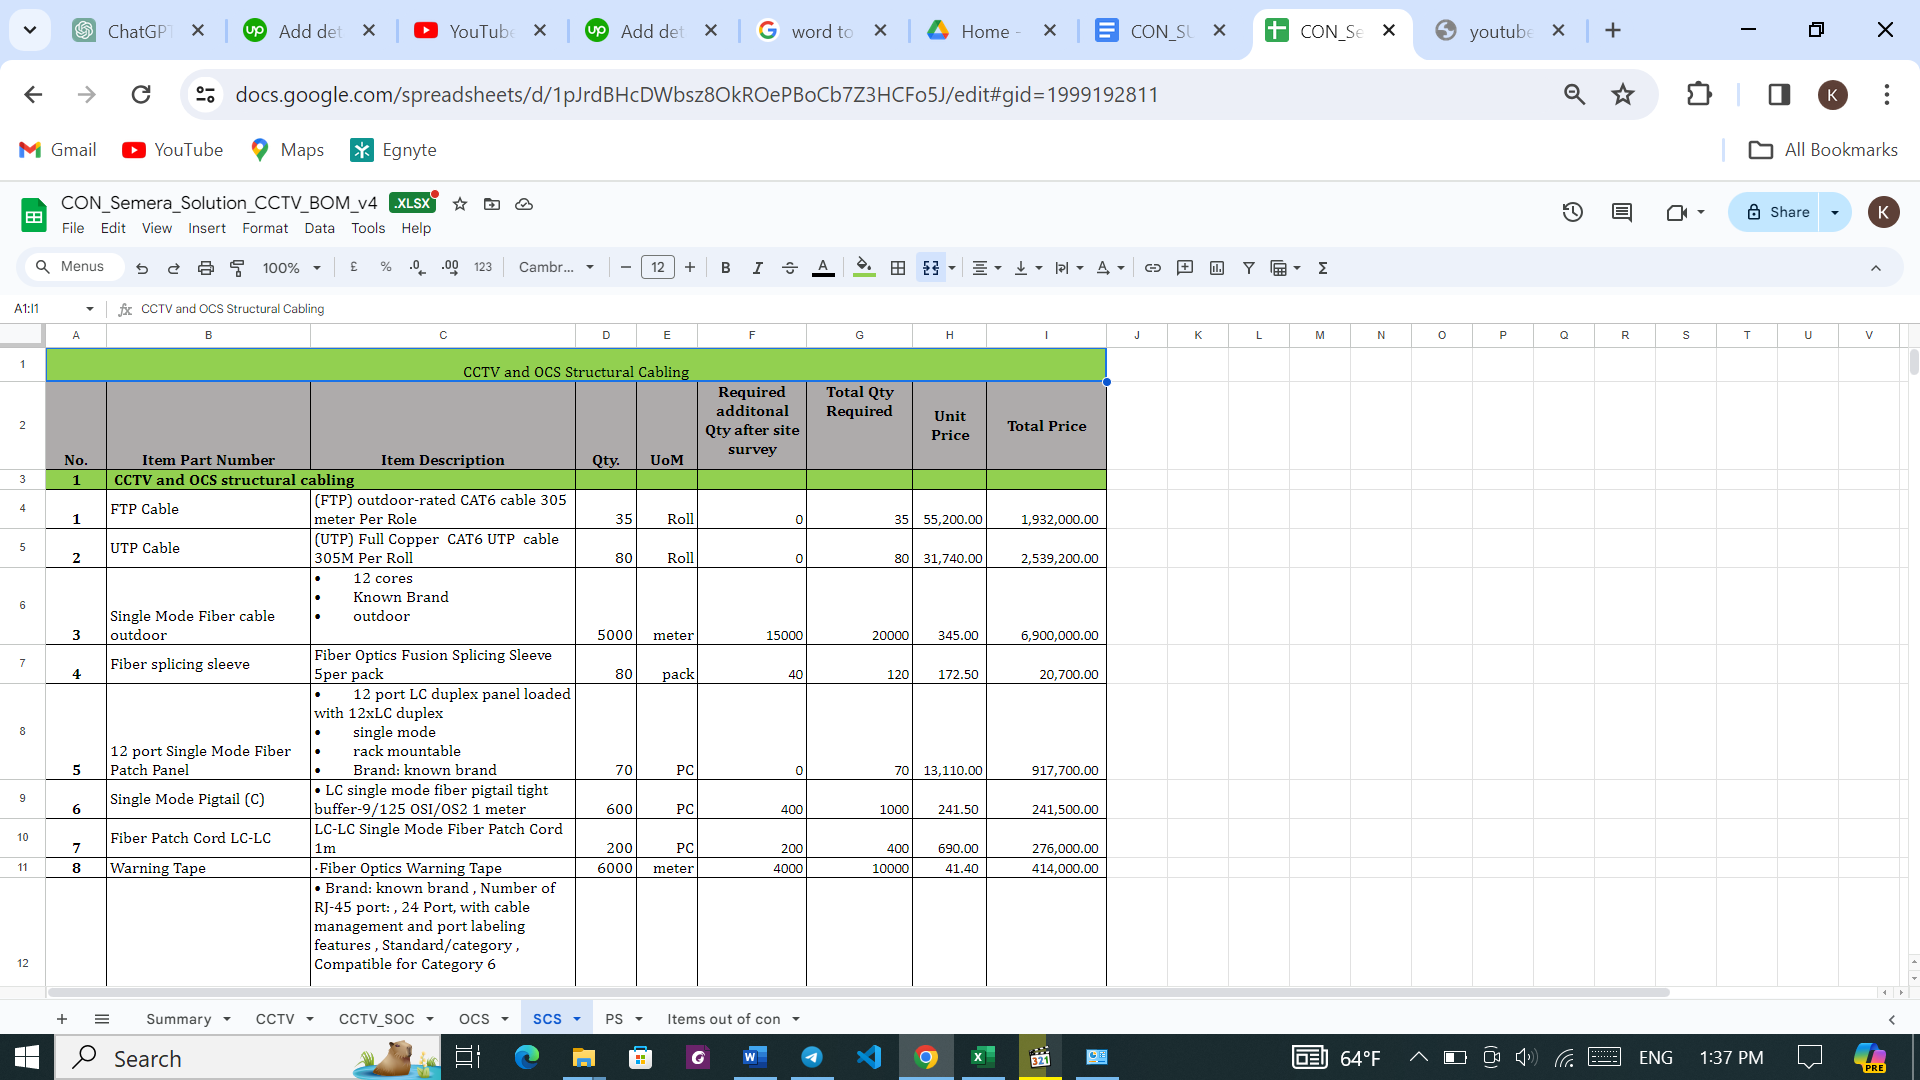 ChatGPT
Add det
YouTube
Add det
word to
Home -
CON_SU
CON_Se
youtube
docs.google.com/spreadsheets/d/1pJrdBHcDWbsz8OkROePBoCb7Z3HCFo5J/edit#gid=1999192811
K
Gmail
YouTube
Maps
Egnyte
All Bookmarks
CON_Semera_Solution_CCTV_BOM_v4 .XLSX
File Edit View Insert Format Data Tools Help
Share
K
Menus 100% £ % .0 .00 123 Cambr... 12 B I A Σ
A1:I1 fx CCTV and OCS Structural Cabling
A B C D E F G H I J K L M N O P Q R S T U V
1 CCTV and OCS Structural Cabling
2 No. Item Part Number Item Description Qty. UoM Required additonal Qty after site survey Total Qty Required Unit Price Total Price
3 1 CCTV and OCS structural cabling
4 1 FTP Cable (FTP) outdoor-rated CAT6 cable 305 meter Per Role 35 Roll 0 35 55,200.00 1,932,000.00
5 2 UTP Cable (UTP) Full Copper CAT6 UTP cable 305M Per Roll 80 Roll 0 80 31,740.00 2,539,200.00
6 3 Single Mode Fiber cable outdoor • 12 cores • Known Brand • outdoor 5000 meter 15000 20000 345.00 6,900,000.00
7 4 Fiber splicing sleeve Fiber Optics Fusion Splicing Sleeve 5per pack 80 pack 40 120 172.50 20,700.00
8 5 12 port Single Mode Fiber Patch Panel • 12 port LC duplex panel loaded with 12xLC duplex • single mode • rack mountable • Brand: known brand 70 PC 0 70 13,110.00 917,700.00
9 6 Single Mode Pigtail (C) • LC single mode fiber pigtail tight buffer-9/125 OSI/OS2 1 meter 600 PC 400 1000 241.50 241,500.00
10 7 Fiber Patch Cord LC-LC LC-LC Single Mode Fiber Patch Cord 1m 200 PC 200 400 690.00 276,000.00
11 8 Warning Tape ·Fiber Optics Warning Tape 6000 meter 4000 10000 41.40 414,000.00
12 • Brand: known brand , Number of RJ-45 port: , 24 Port, with cable management and port labeling features , Standard/category , Compatible for Category 6
Summary CCTV CCTV_SOC OCS SCS PS Items out of con
Search
64°F ENG 1:37 PM
PRE